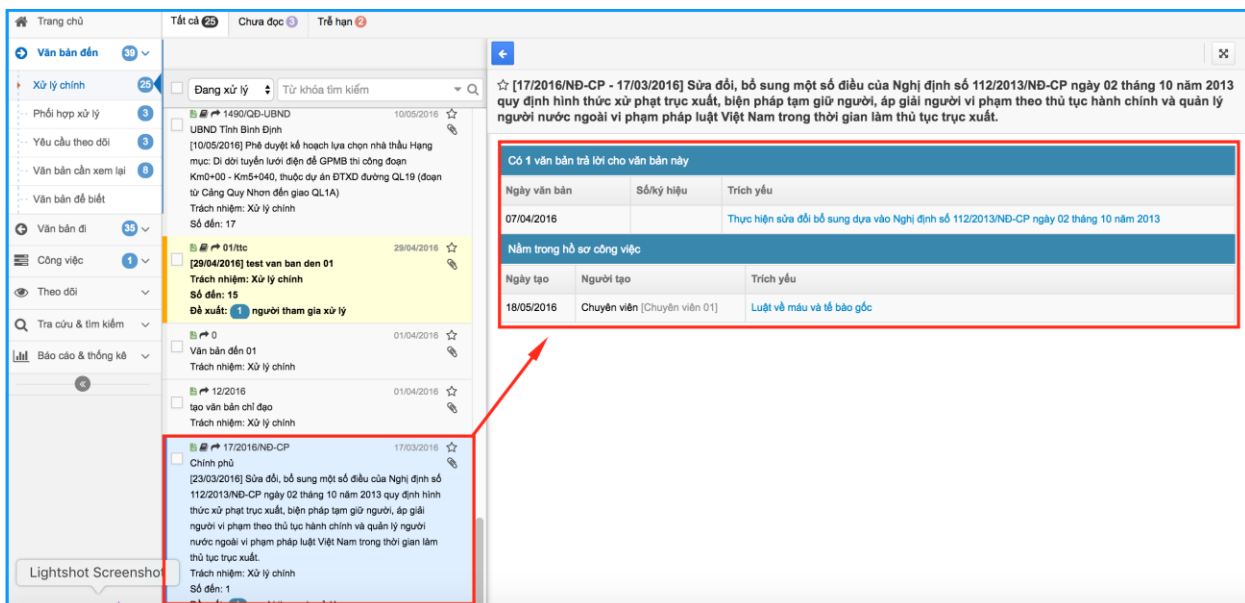 Trang chủ
Tất cả 25 Chưa đọc 3 Trễ hạn 2
Văn bản đến 39
Xử lý chính 25
Phối hợp xử lý 3
Yêu cầu theo dõi 3
Văn bản cần xem lại 8
Văn bản để biết
Văn bản đi 35
Công việc 1
Theo dõi
Tra cứu & tìm kiếm
Báo cáo & thống kê
Lightshot Screenshot
Đang xử lý Từ khóa tìm kiếm
1490/QĐ-UBND 10/05/2016
UBND Tỉnh Bình Định
[10/05/2016] Phê duyệt kế hoạch lựa chọn nhà thầu Hạng
mục: Di dời tuyến lưới điện để GPMB thi công đoạn
Km0+00 - Km5+040, thuộc dự án ĐTXD đường QL19 (đoạn
từ Cảng Quy Nhơn đến giao QL1A)
Trách nhiệm: Xử lý chính
Số đến: 17
01/ttc 29/04/2016
[29/04/2016] test van ban den 01
Trách nhiệm: Xử lý chính
Số đến: 15
Đề xuất: 1 người tham gia xử lý
0 01/04/2016
Văn bản đến 01
Trách nhiệm: Xử lý chính
12/2016 01/04/2016
tạo văn bản chỉ đạo
Trách nhiệm: Xử lý chính
17/2016/NĐ-CP 17/03/2016
Chính phủ
[23/03/2016] Sửa đổi, bổ sung một số điều của Nghị định số
112/2013/NĐ-CP ngày 02 tháng 10 năm 2013 quy định hình
thức xử phạt trục xuất, biện pháp tạm giữ người, áp giải
người vi phạm theo thủ tục hành chính và quản lý người
nước ngoài vi phạm pháp luật Việt Nam trong thời gian làm
thủ tục trục xuất.
Trách nhiệm: Xử lý chính
Số đến: 1
[17/2016/NĐ-CP - 17/03/2016] Sửa đổi, bổ sung một số điều của Nghị định số 112/2013/NĐ-CP ngày 02 tháng 10 năm 2013
quy định hình thức xử phạt trục xuất, biện pháp tạm giữ người, áp giải người vi phạm theo thủ tục hành chính và quản lý
người nước ngoài vi phạm pháp luật Việt Nam trong thời gian làm thủ tục trục xuất.
Có 1 văn bản trả lời cho văn bản này
Ngày văn bản Số/ký hiệu Trích yếu
07/04/2016 Thực hiện sửa đổi bổ sung dựa vào Nghị định số 112/2013/NĐ-CP ngày 02 tháng 10 năm 2013
Nằm trong hồ sơ công việc
Ngày tạo Người tạo Trích yếu
18/05/2016 Chuyên viên [Chuyên viên 01] Luật về máu và tế bào gốc